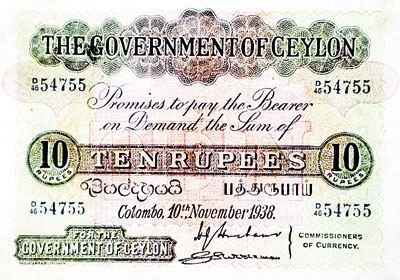 THE GOVERNMENT OF CEYLON
D/46 54755 D/46 54755
Promises to pay the Bearer
on Demand the Sum of
10 RUPEES TEN RUPEES 10 RUPEES
பத்துரூபாய்
D/46 54755 D/46 54755
Colombo, 10th November 1938.
COMMISSIONERS
OF CURRENCY.
FOR THE
GOVERNMENT OF CEYLON